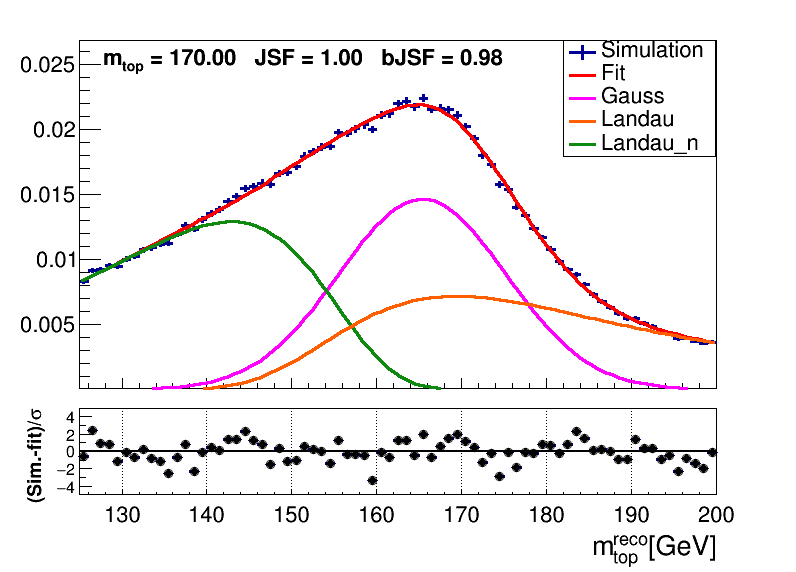 m_top = 170.00 JSF = 1.00 bJSF = 0.98
Simulation
Fit
Gauss
Landau
Landau_n
0.025
0.02
0.015
0.01
0.005
(Sim.-fit)/σ
4
2
0
−2
−4
130 140 150 160 170 180 190 200
m_top^reco[GeV]